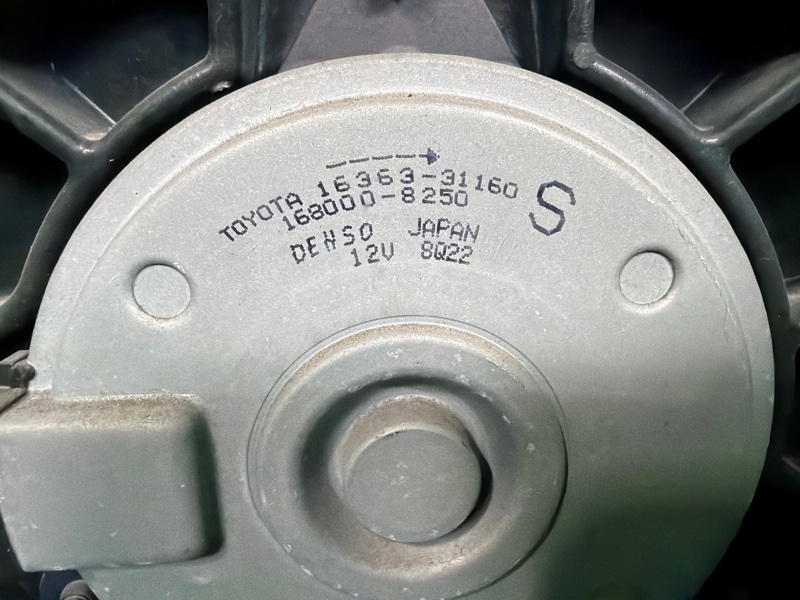 TOYOTA 16363-31160
168000-8250
S
DENSO JAPAN
12V 8Q22